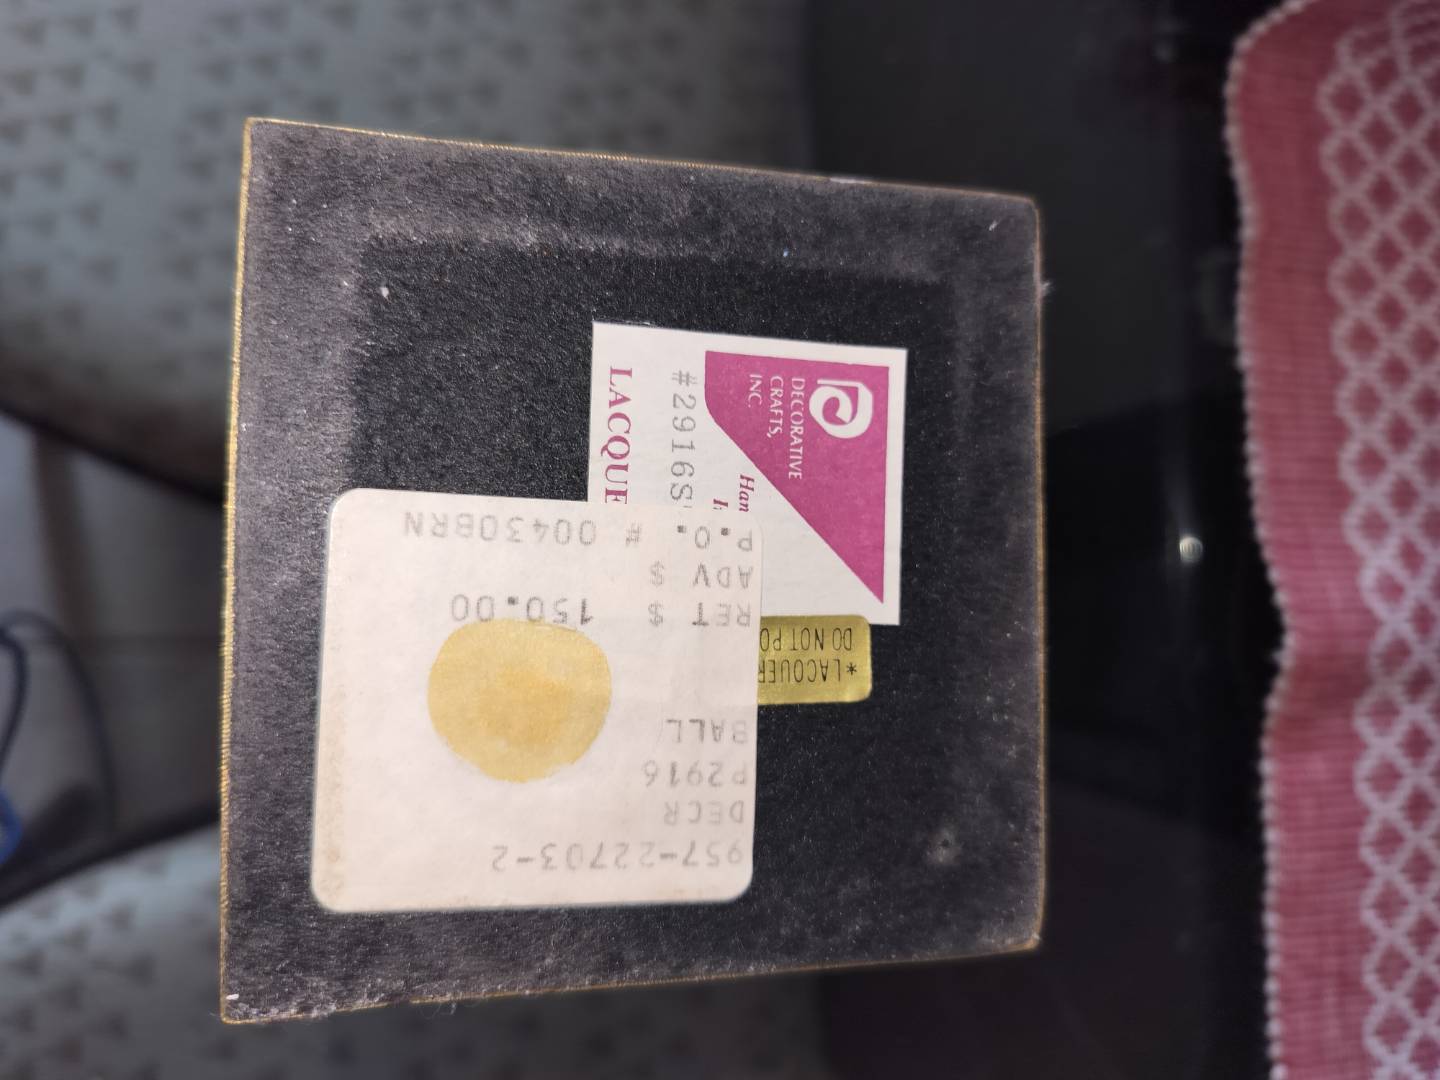 DECORATIVE
CRAFTS,
INC.
Han
#2916S
LACQUE
*LACQUER
DO NOT PO
957-22703-2
DECR
P2916
BALL
RET $ 150.00
ADV $
P.O. # 00430BRN